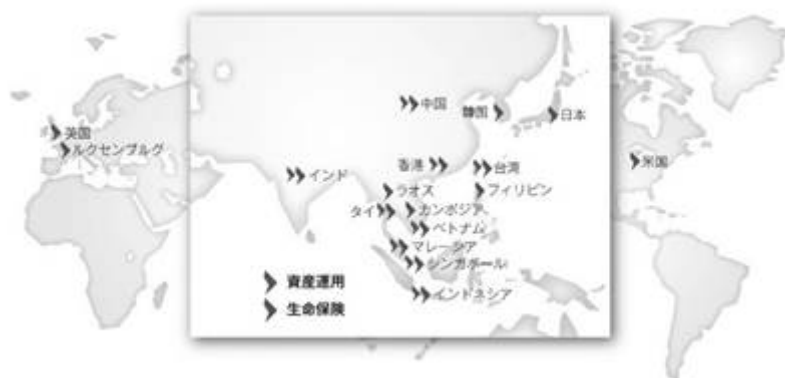 英国
ルクセンブルグ
中国
韓国
日本
香港
台湾
米国
インド
ラオス
フィリピン
タイ
カンボジア
ベトナム
マレーシア
シンガポール
インドネシア
資産運用
生命保険